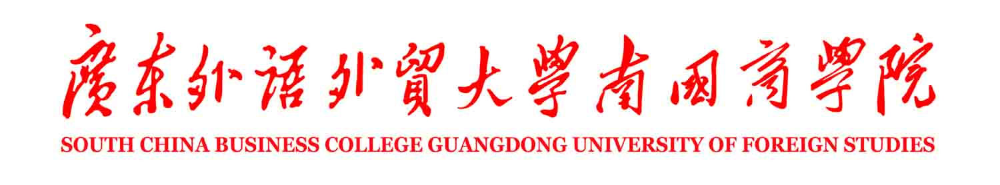 廣东外语外貿大學南國商學院
SOUTH CHINA BUSINESS COLLEGE GUANGDONG UNIVERSITY OF FOREIGN STUDIES